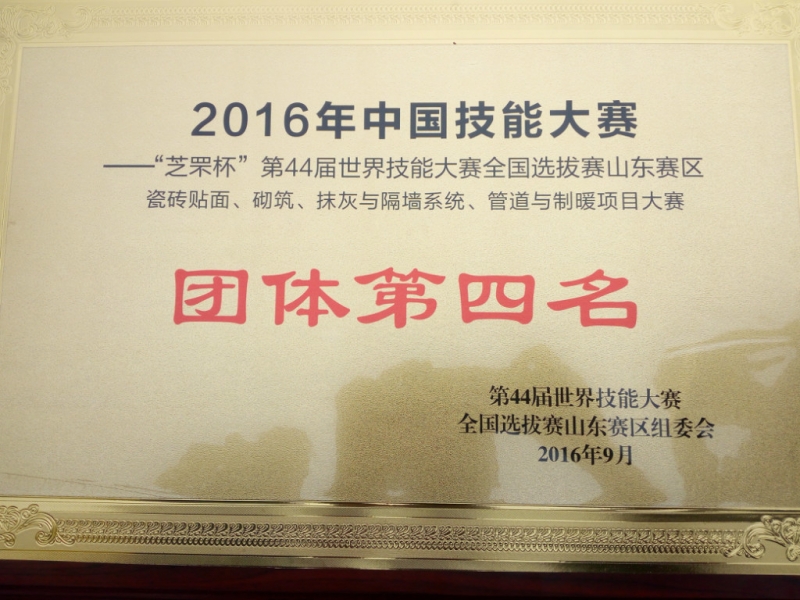 2016年中国技能大赛
——“芝罘杯”第44届世界技能大赛全国选拔赛山东赛区
瓷砖贴面、砌筑、抹灰与隔墙系统、管道与制暖项目大赛
团体第四名
第44届世界技能大赛
全国选拔赛山东赛区组委会
2016年9月